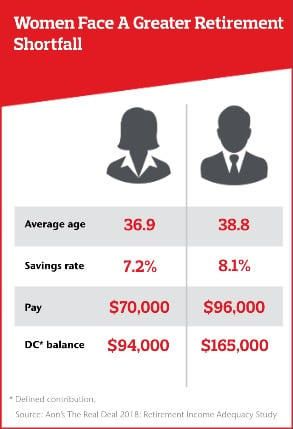 Women Face A Greater Retirement
Shortfall
Average age 36.9 38.8
Savings rate 7.2% 8.1%
Pay $70,000 $96,000
DC* balance $94,000 $165,000
* Defined contribution.
Source: Aon's The Real Deal 2018: Retirement Income Adequacy Study